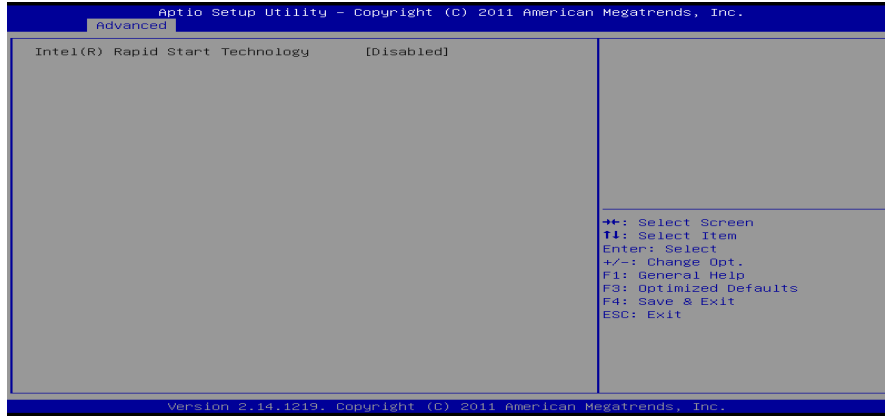 Aptio Setup Utility – Copyright (C) 2011 American Megatrends, Inc.
Advanced
Intel(R) Rapid Start Technology [Disabled]
→←: Select Screen
↑↓: Select Item
Enter: Select
+/-: Change Opt.
F1: General Help
F3: Optimized Defaults
F4: Save & Exit
ESC: Exit
Version 2.14.1219. Copyright (C) 2011 American Megatrends, Inc.